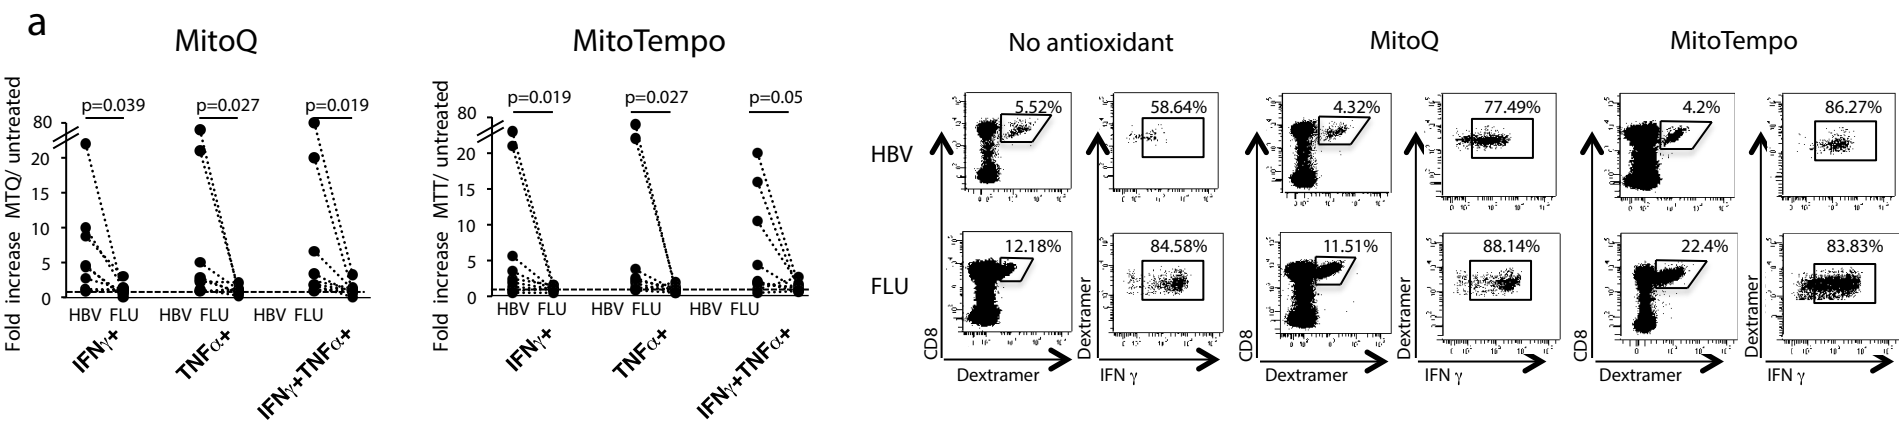 a
MitoQ
MitoTempo
No antioxidant
MitoQ
MitoTempo
Fold increase MTQ/ untreated
80
20
15
10
5
0
p=0.039
p=0.027
p=0.019
HBV FLU
HBV FLU
HBV FLU
IFNγ+
TNFα+
IFNγ+TNFα+
Fold increase MTT/ untreated
80
20
15
10
5
0
p=0.019
p=0.027
p=0.05
HBV FLU
HBV FLU
HBV FLU
IFNγ+
TNFα+
IFNγ+TNFα+
HBV
5.52%
58.64%
4.32%
77.49%
4.2%
86.27%
FLU
12.18%
84.58%
11.51%
88.14%
22.4%
83.83%
CD8
Dextramer
Dextramer
IFN γ
CD8
Dextramer
Dextramer
IFN γ
CD8
Dextramer
Dextramer
IFN γ